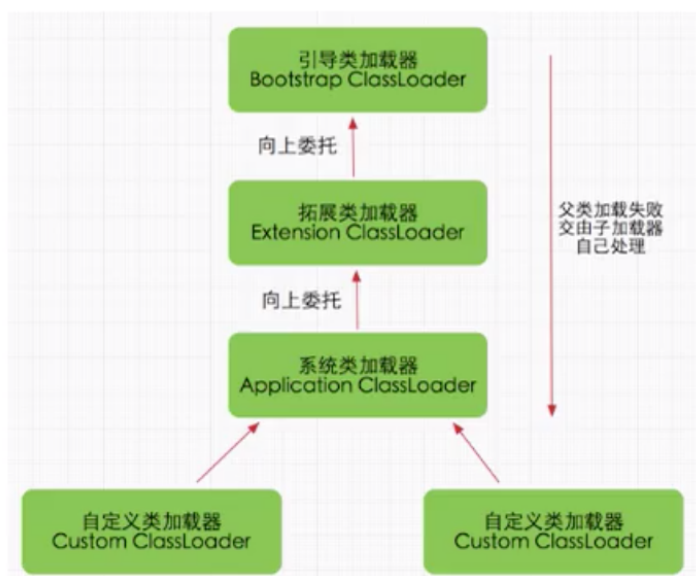 引导类加载器
Bootstrap ClassLoader
向上委托
拓展类加载器
Extension ClassLoader
父类加载失败
交由子加载器
自己处理
向上委托
系统类加载器
Application ClassLoader
自定义类加载器
Custom ClassLoader
自定义类加载器
Custom ClassLoader